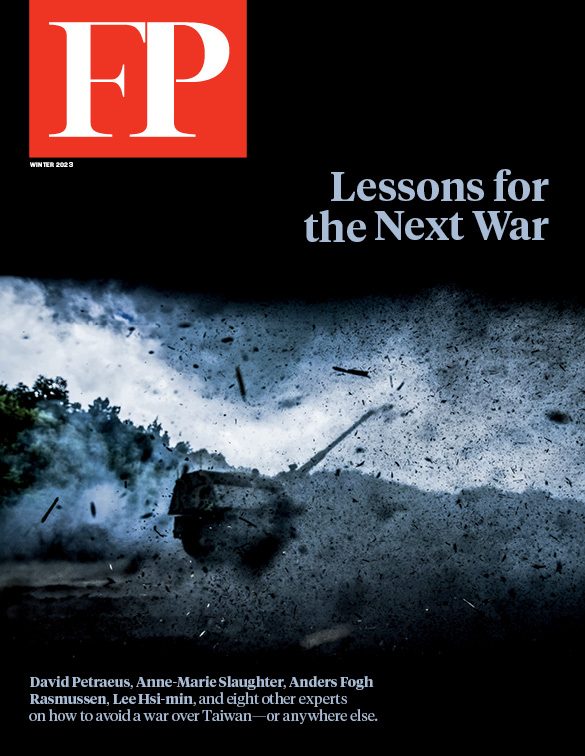 FP
WINTER 2023
Lessons for
the Next War
David Petraeus, Anne-Marie Slaughter, Anders Fogh
Rasmussen, Lee Hsi-min, and eight other experts
on how to avoid a war over Taiwan—or anywhere else.